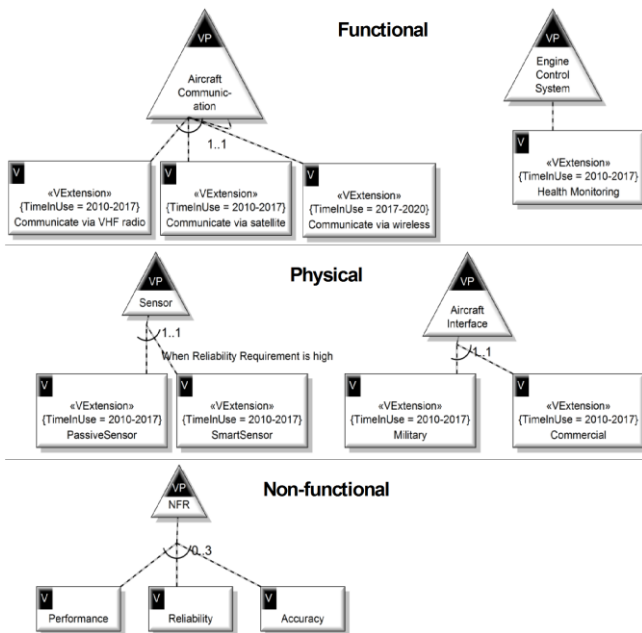 Functional
VP
Aircraft
Communic-
ation
1..1
VP
Engine
Control
System
V
«VExtension»
{TimeInUse = 2010-2017}
Communicate via VHF radio
V
«VExtension»
{TimeInUse = 2010-2017}
Communicate via satellite
V
«VExtension»
{TimeInUse = 2017-2020}
Communicate via wireless
V
«VExtension»
{TimeInUse = 2010-2017}
Health Monitoring
Physical
VP
Sensor
1..1
When Reliability Requirement is high
VP
Aircraft
Interface
1..1
V
«VExtension»
{TimeInUse = 2010-2017}
PassiveSensor
V
«VExtension»
{TimeInUse = 2010-2017}
SmartSensor
V
«VExtension»
{TimeInUse = 2010-2017}
Military
V
«VExtension»
{TimeInUse = 2010-2017}
Commercial
Non-functional
VP
NFR
0..3
V
Performance
V
Reliability
V
Accuracy